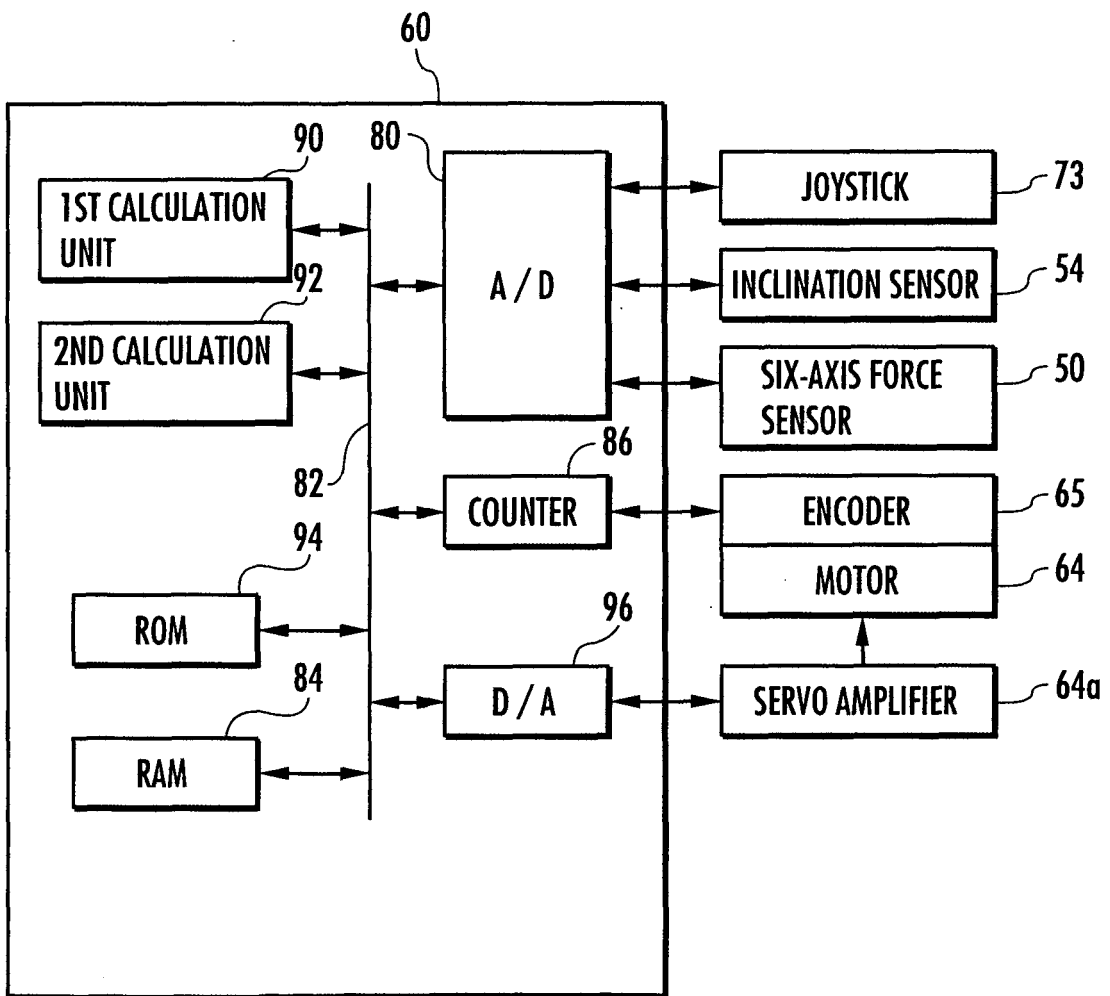 60
90
80
1ST CALCULATION
UNIT
JOYSTICK
73
92
A / D
INCLINATION SENSOR
54
2ND CALCULATION
UNIT
SIX-AXIS FORCE
SENSOR
50
82
86
COUNTER
ENCODER
65
94
MOTOR
64
ROM
96
84
D / A
SERVO AMPLIFIER
64a
RAM